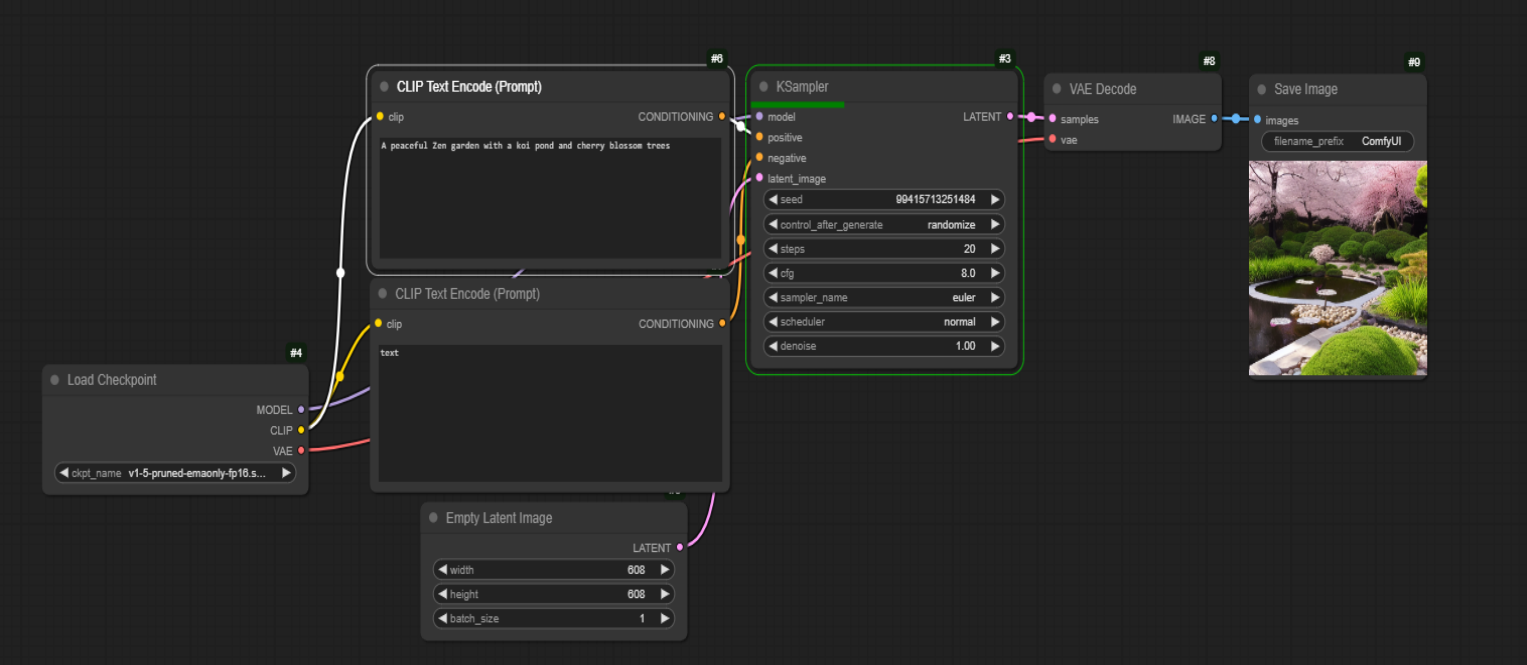 #6
CLIP Text Encode (Prompt)
clip
CONDITIONING
A peaceful Zen garden with a koi pond and cherry blossom trees
CLIP Text Encode (Prompt)
clip
CONDITIONING
text
#4
Load Checkpoint
MODEL
CLIP
VAE
ckpt_name v1-5-pruned-emaonly-fp16.s...
Empty Latent Image
LATENT
width 608
height 608
batch_size 1
#3
KSampler
model
LATENT
positive
negative
latent_image
seed 99415713251484
control_after_generate randomize
steps 20
cfg 8.0
sampler_name euler
scheduler normal
denoise 1.00
#8
VAE Decode
samples
IMAGE
vae
#9
Save Image
images
filename_prefix ComfyUI